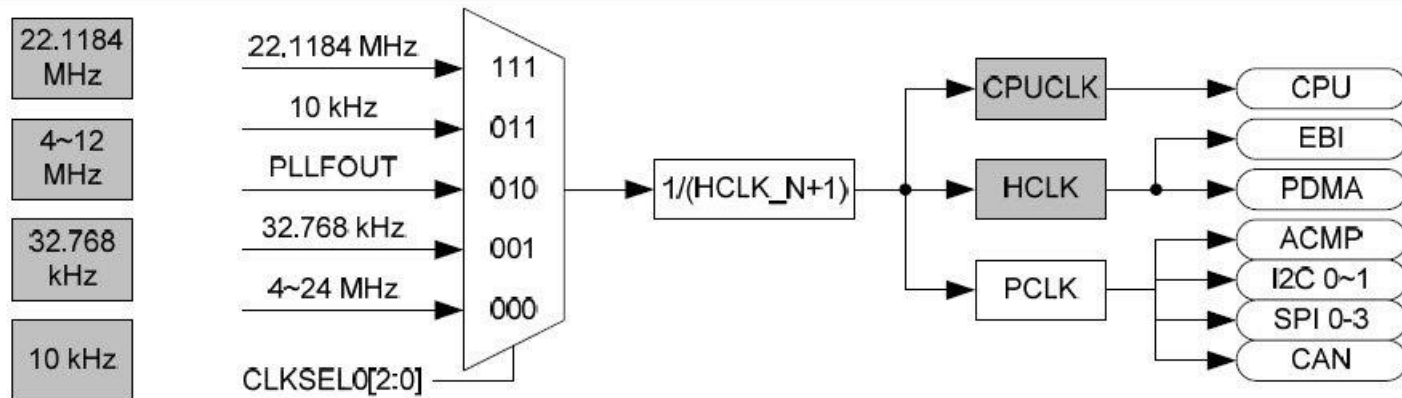 22.1184
MHz
4~12
MHz
32.768
kHz
10 kHz
22.1184 MHz
10 kHz
PLLFOUT
32.768 kHz
4~24 MHz
CLKSEL0[2:0]
111
011
010
001
000
1/(HCLK_N+1)
CPUCLK
HCLK
PCLK
CPU
EBI
PDMA
ACMP
I2C 0~1
SPI 0-3
CAN